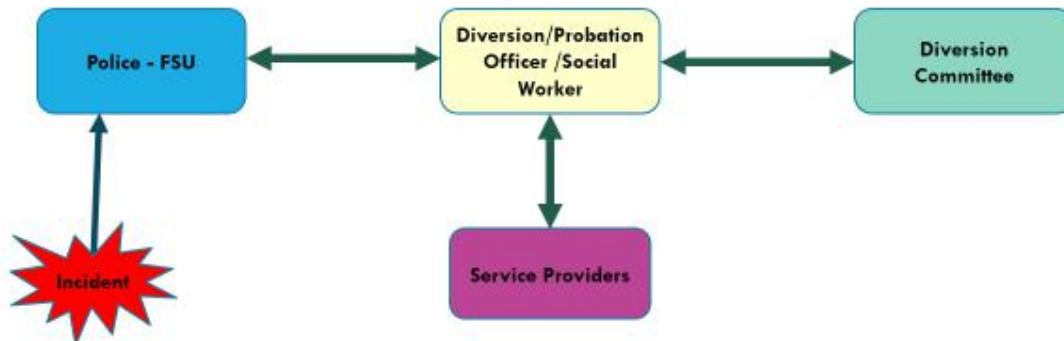 Police - FSU
Diversion/Probation
Officer /Social
Worker
Diversion
Committee
Incident
Service Providers